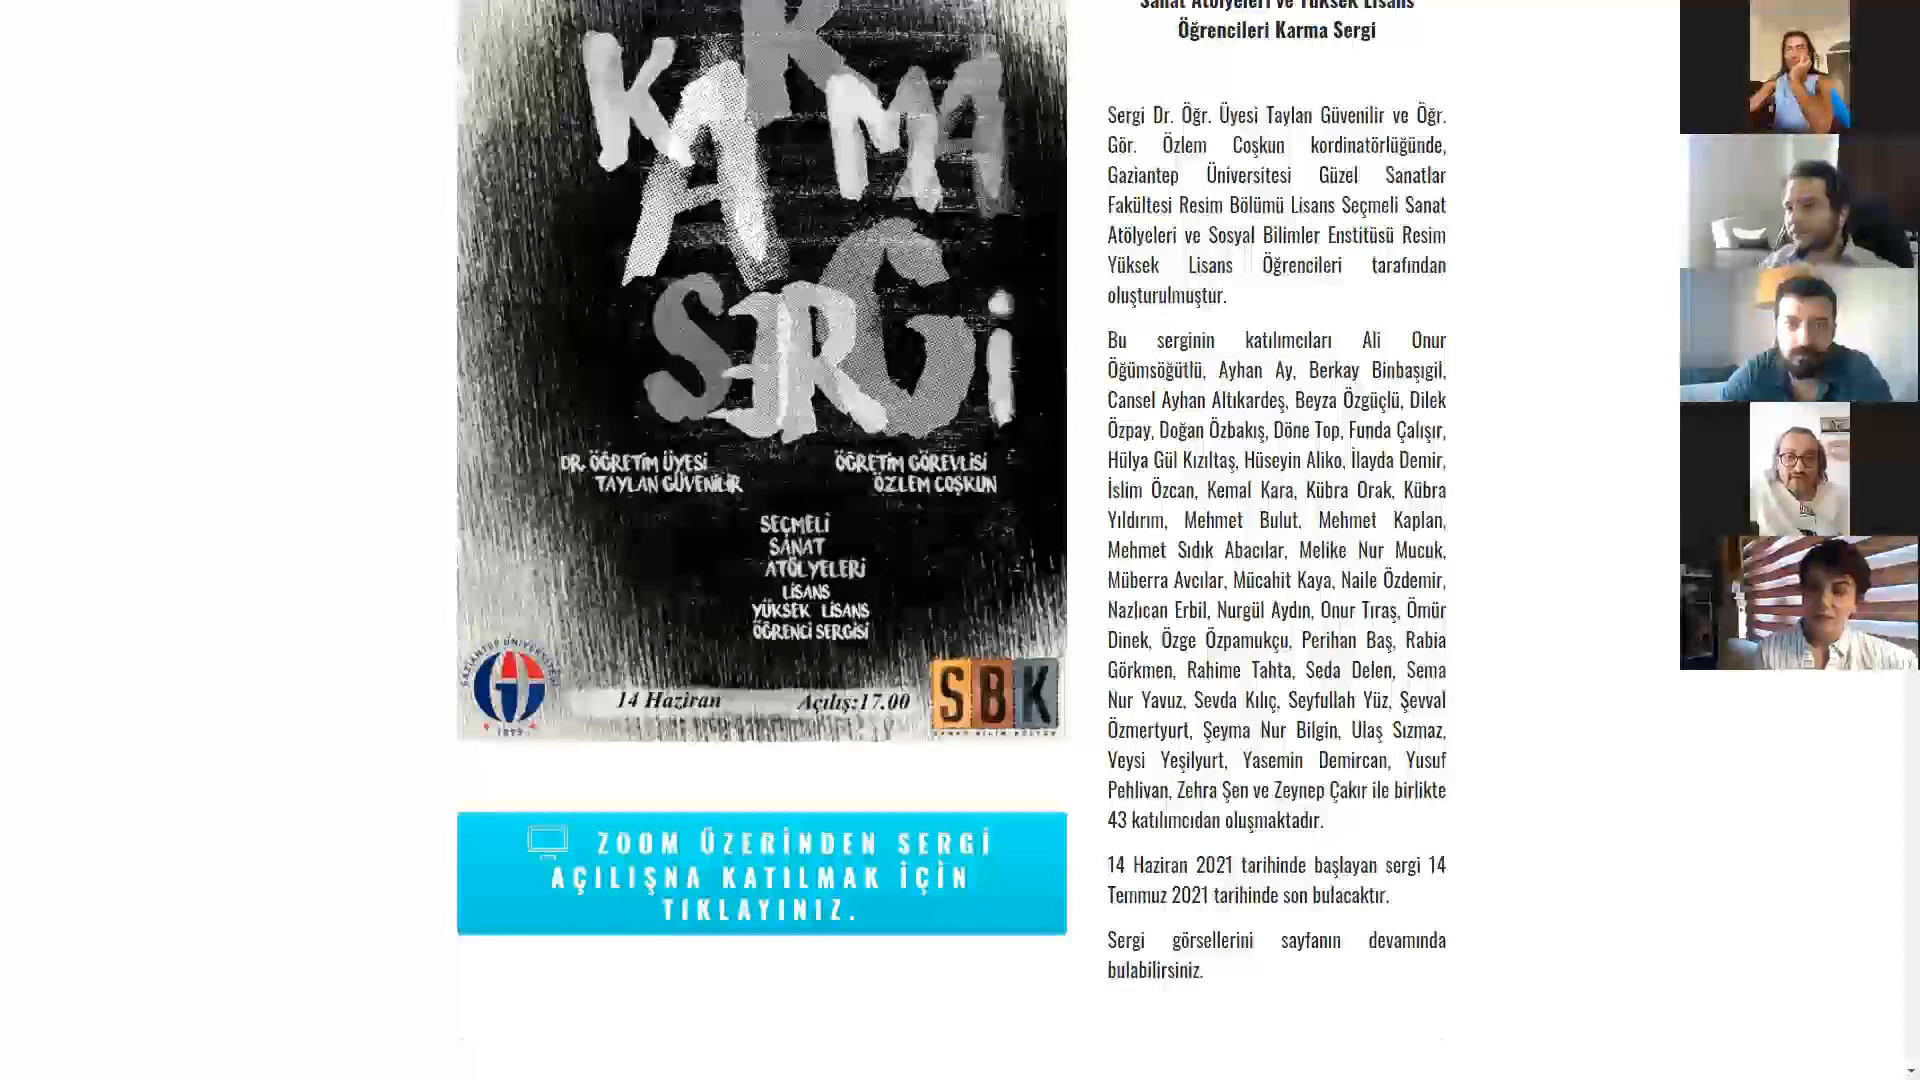 KARMA
SERGİ
DR. ÖĞRETİM ÜYESİ
TAYLAN GÜVENİLİR
ÖĞRETİM GÖREVLİSİ
ÖZLEM COŞKUN
SEÇMELİ
SANAT
ATÖLYELERİ
LİSANS
YÜKSEK LİSANS
ÖĞRENCİ SERGİSİ
GAZİANTEP ÜNİVERSİTESİ
14 Haziran
Açılış:17.00
SBK
SANAT BİLİM KÜLTÜR
ZOOM ÜZERİNDEN SERGİ
AÇILIŞNA KATILMAK İÇİN
TIKLAYINIZ.
Sanat Atölyeleri ve Yüksek Lisans
Öğrencileri Karma Sergi
Sergi Dr. Öğr. Üyesi Taylan Güvenilir ve Öğr.
Gör. Özlem Coşkun kordinatörlüğünde,
Gaziantep Üniversitesi Güzel Sanatlar
Fakültesi Resim Bölümü Lisans Seçmeli Sanat
Atölyeleri ve Sosyal Bilimler Enstitüsü Resim
Yüksek Lisans Öğrencileri tarafından
oluşturulmuştur.
Bu serginin katılımcıları Ali Onur
Öğümsöğütlü, Ayhan Ay, Berkay Binbaşıgil,
Cansel Ayhan Altıkardeş, Beyza Özgüçlü, Dilek
Özpay, Doğan Özbakış, Döne Top, Funda Çalışır,
Hülya Gül Kızıltaş, Hüseyin Aliko, İlayda Demir,
İslim Özcan, Kemal Kara, Kübra Orak, Kübra
Yıldırım, Mehmet Bulut, Mehmet Kaplan,
Mehmet Sıdık Abacılar, Melike Nur Mucuk,
Müberra Avcılar, Mücahit Kaya, Naile Özdemir,
Nazlıcan Erbil, Nurgül Aydın, Onur Tıraş, Ömür
Dinek, Özge Özpamukçu, Perihan Baş, Rabia
Görkmen, Rahime Tahta, Seda Delen, Sema
Nur Yavuz, Sevda Kılıç, Seyfullah Yüz, Şevval
Özmertyurt, Şeyma Nur Bilgin, Ulaş Sızmaz,
Veysi Yeşilyurt, Yasemin Demircan, Yusuf
Pehlivan, Zehra Şen ve Zeynep Çakır ile birlikte
43 katılımcıdan oluşmaktadır.
14 Haziran 2021 tarihinde başlayan sergi 14
Temmuz 2021 tarihinde son bulacaktır.
Sergi görsellerini sayfanın devamında
bulabilirsiniz.